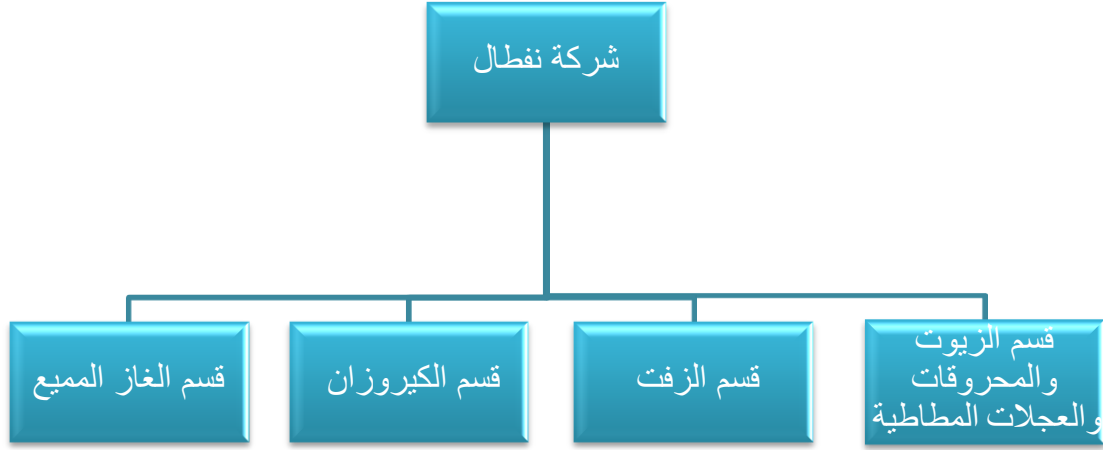 شركة نفطال
قسم الزيوت
والمحروقات
والعجلات المطاطية
قسم الزفت
قسم الكيروزان
قسم الغاز المميع